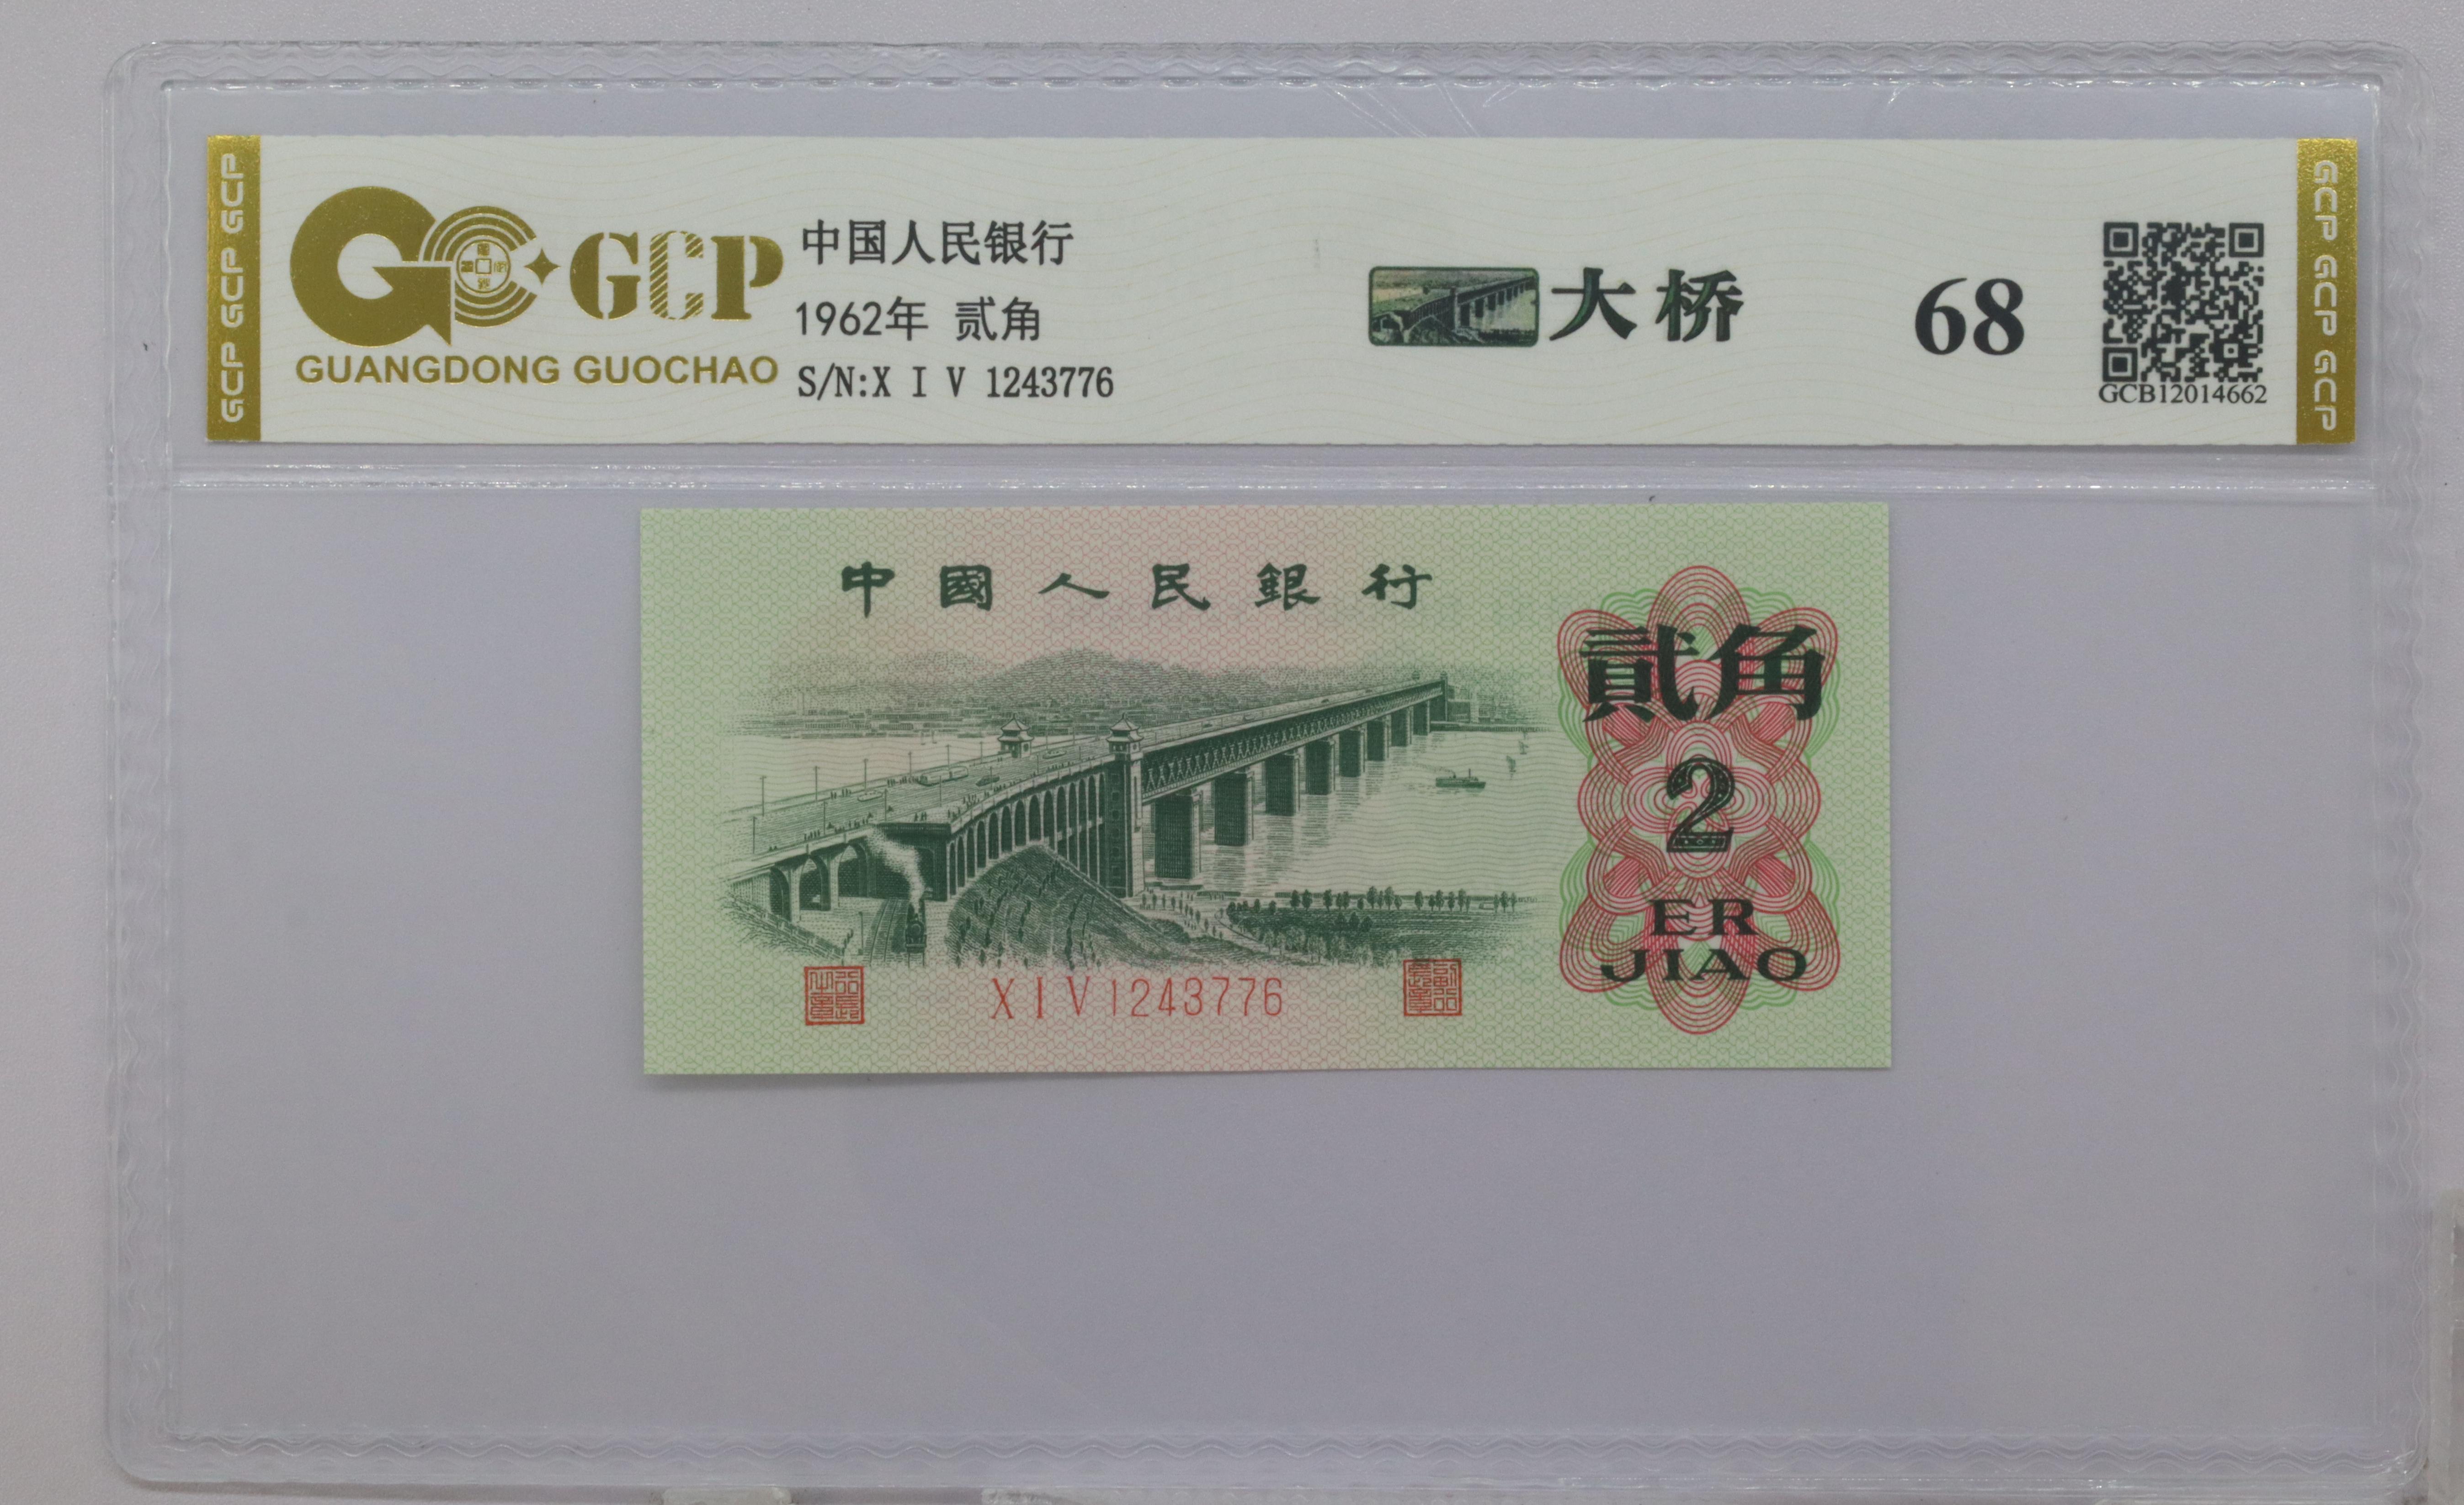 GCP GCP GCP
GCP
GUANGDONG GUOCHAO
中国人民银行
1962年 贰角
S/N:X I V 1243776
大桥
68
GCB12014662
GCP GCP GCP
中國人民銀行
貳角
2
ER
JIAO
X I V 1243776